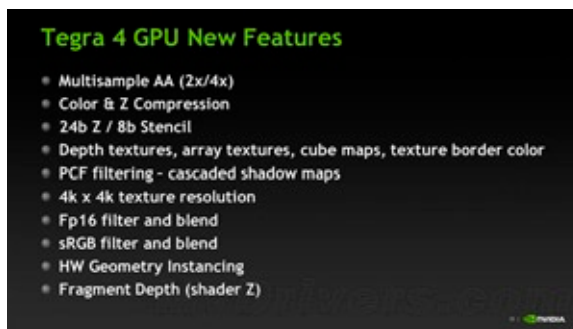 Tegra 4 GPU New Features
Multisample AA (2x/4x)
Color & Z Compression
24b Z / 8b Stencil
Depth textures, array textures, cube maps, texture border color
PCF filtering – cascaded shadow maps
4k x 4k texture resolution
Fp16 filter and blend
sRGB filter and blend
HW Geometry Instancing
Fragment Depth (shader Z)
NVIDIA